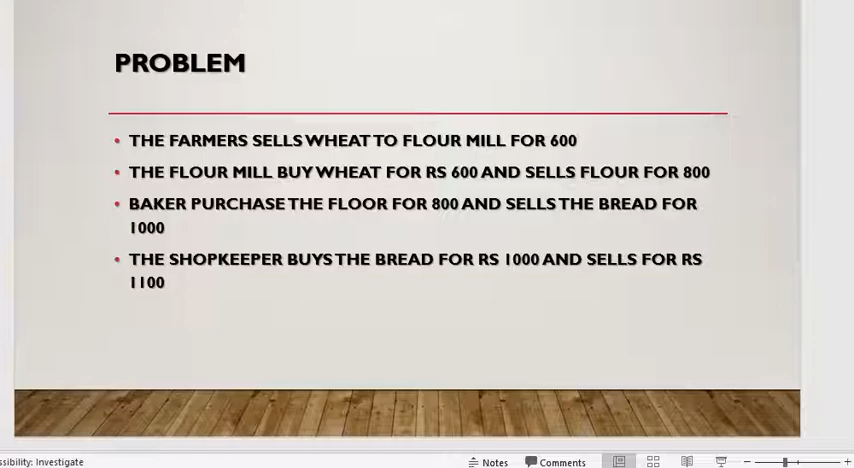 PROBLEM
• THE FARMERS SELLS WHEAT TO FLOUR MILL FOR 600
• THE FLOUR MILL BUY WHEAT FOR RS 600 AND SELLS FLOUR FOR 800
• BAKER PURCHASE THE FLOOR FOR 800 AND SELLS THE BREAD FOR
1000
• THE SHOPKEEPER BUYS THE BREAD FOR RS 1000 AND SELLS FOR RS
1100
ssibility: Investigate Notes Comments